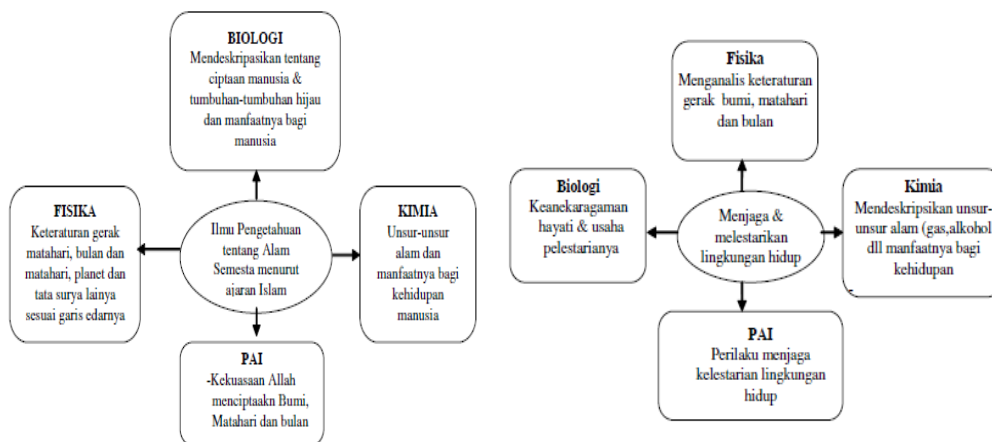 BIOLOGI
Mendeskripasikan tentang
ciptaan manusia &
tumbuhan-tumbuhan hijau
dan manfaatnya bagi
manusia
FISIKA
Keteraturan gerak
matahari, bulan dan
matahari, planet dan
tata surya lainya
sesuai garis edarnya
Ilmu Pengetahuan
tentang Alam
Semesta menurut
ajaran Islam
KIMIA
Unsur-unsur
alam dan
manfaatnya bagi
kehidupan
manusia
PAI
-Kekuasaan Allah
menciptaakn Bumi,
Matahari dan bulan
Fisika
Menganalis keteraturan
gerak bumi, matahari
dan bulan
Biologi
Keanekaragaman
hayati & usaha
pelestarianya
Menjaga &
melestarikan
lingkungan hidup
Kimia
Mendeskripsikan unsur-
unsur alam (gas,alkohol
dll manfaatnya bagi
kehidupan
PAI
Perilaku menjaga
kelestarian lingkungan
hidup